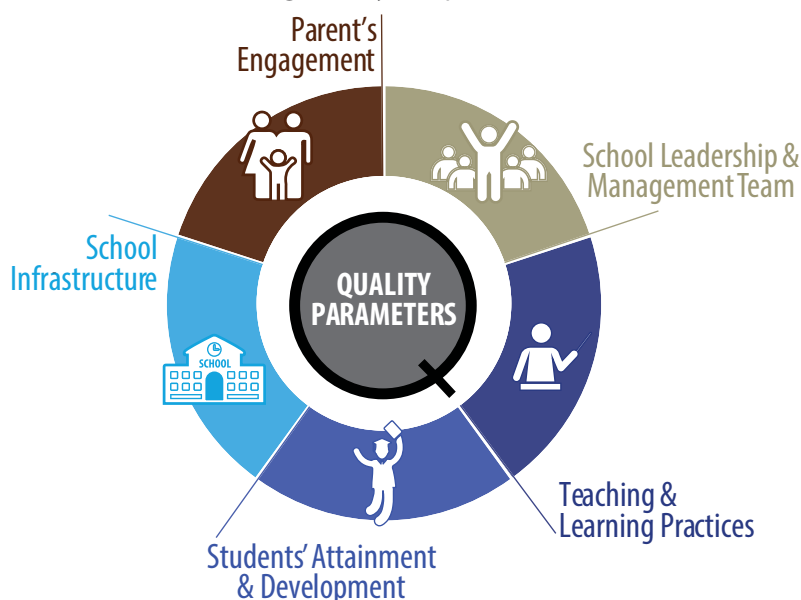 Parent's
Engagement
School Leadership &
Management Team
School
Infrastructure
QUALITY
PARAMETERS
SCHOOL
Teaching &
Learning Practices
Students' Attainment
& Development